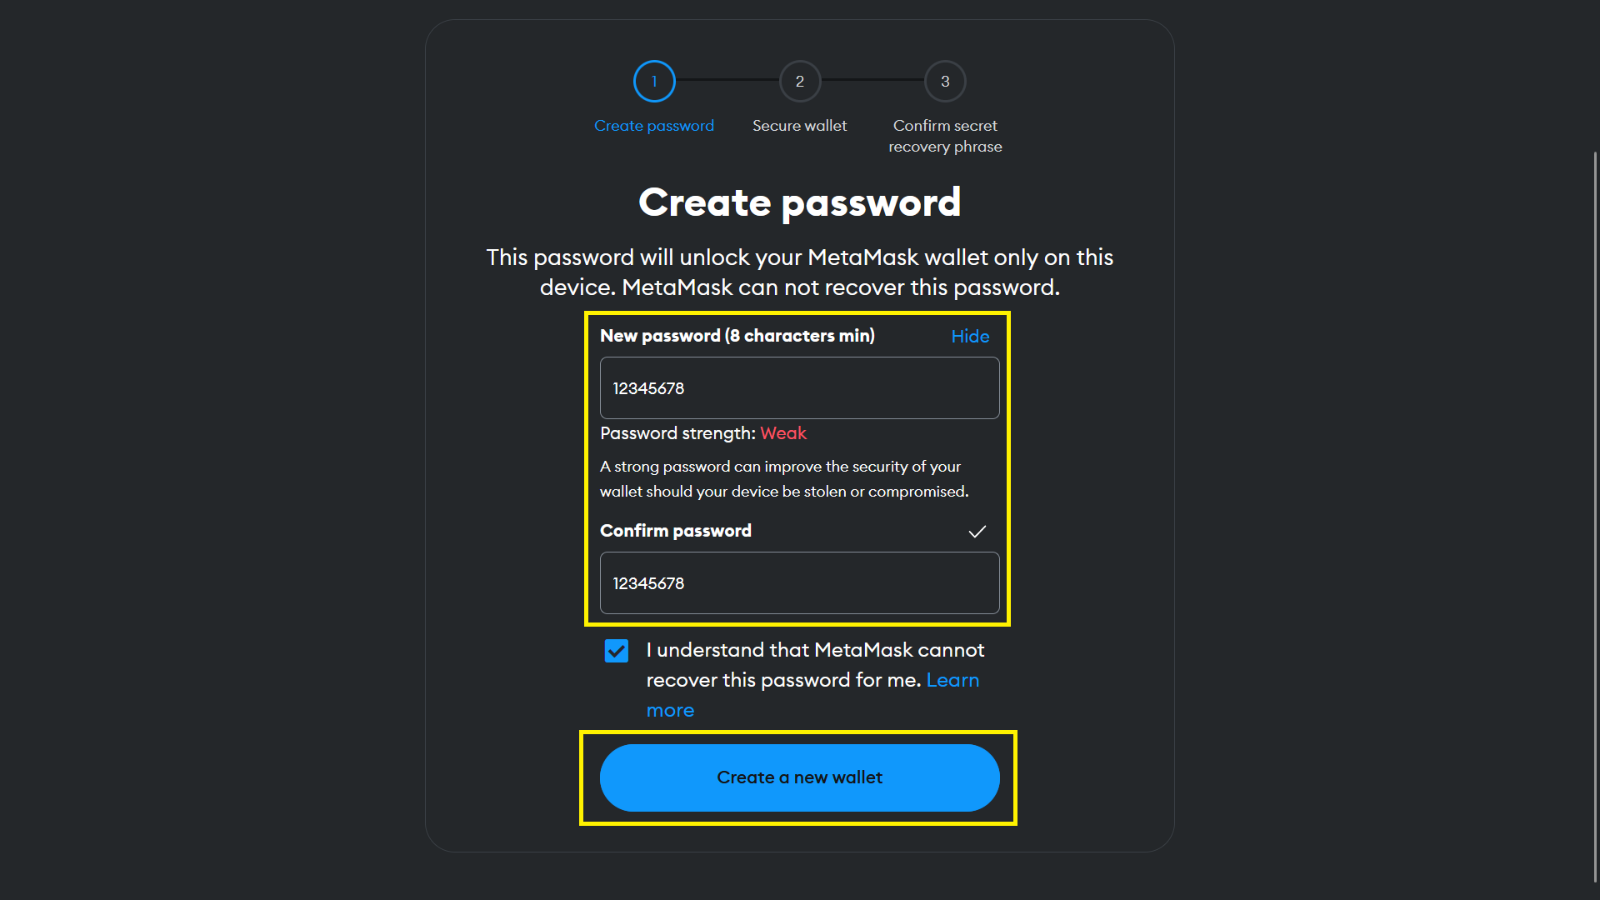 1
2
3
Create password
Secure wallet
Confirm secret
recovery phrase
Create password
This password will unlock your MetaMask wallet only on this
device. MetaMask can not recover this password.
New password (8 characters min)
Hide
12345678
Password strength: Weak
A strong password can improve the security of your
wallet should your device be stolen or compromised.
Confirm password
12345678
I understand that MetaMask cannot
recover this password for me. Learn
more
Create a new wallet